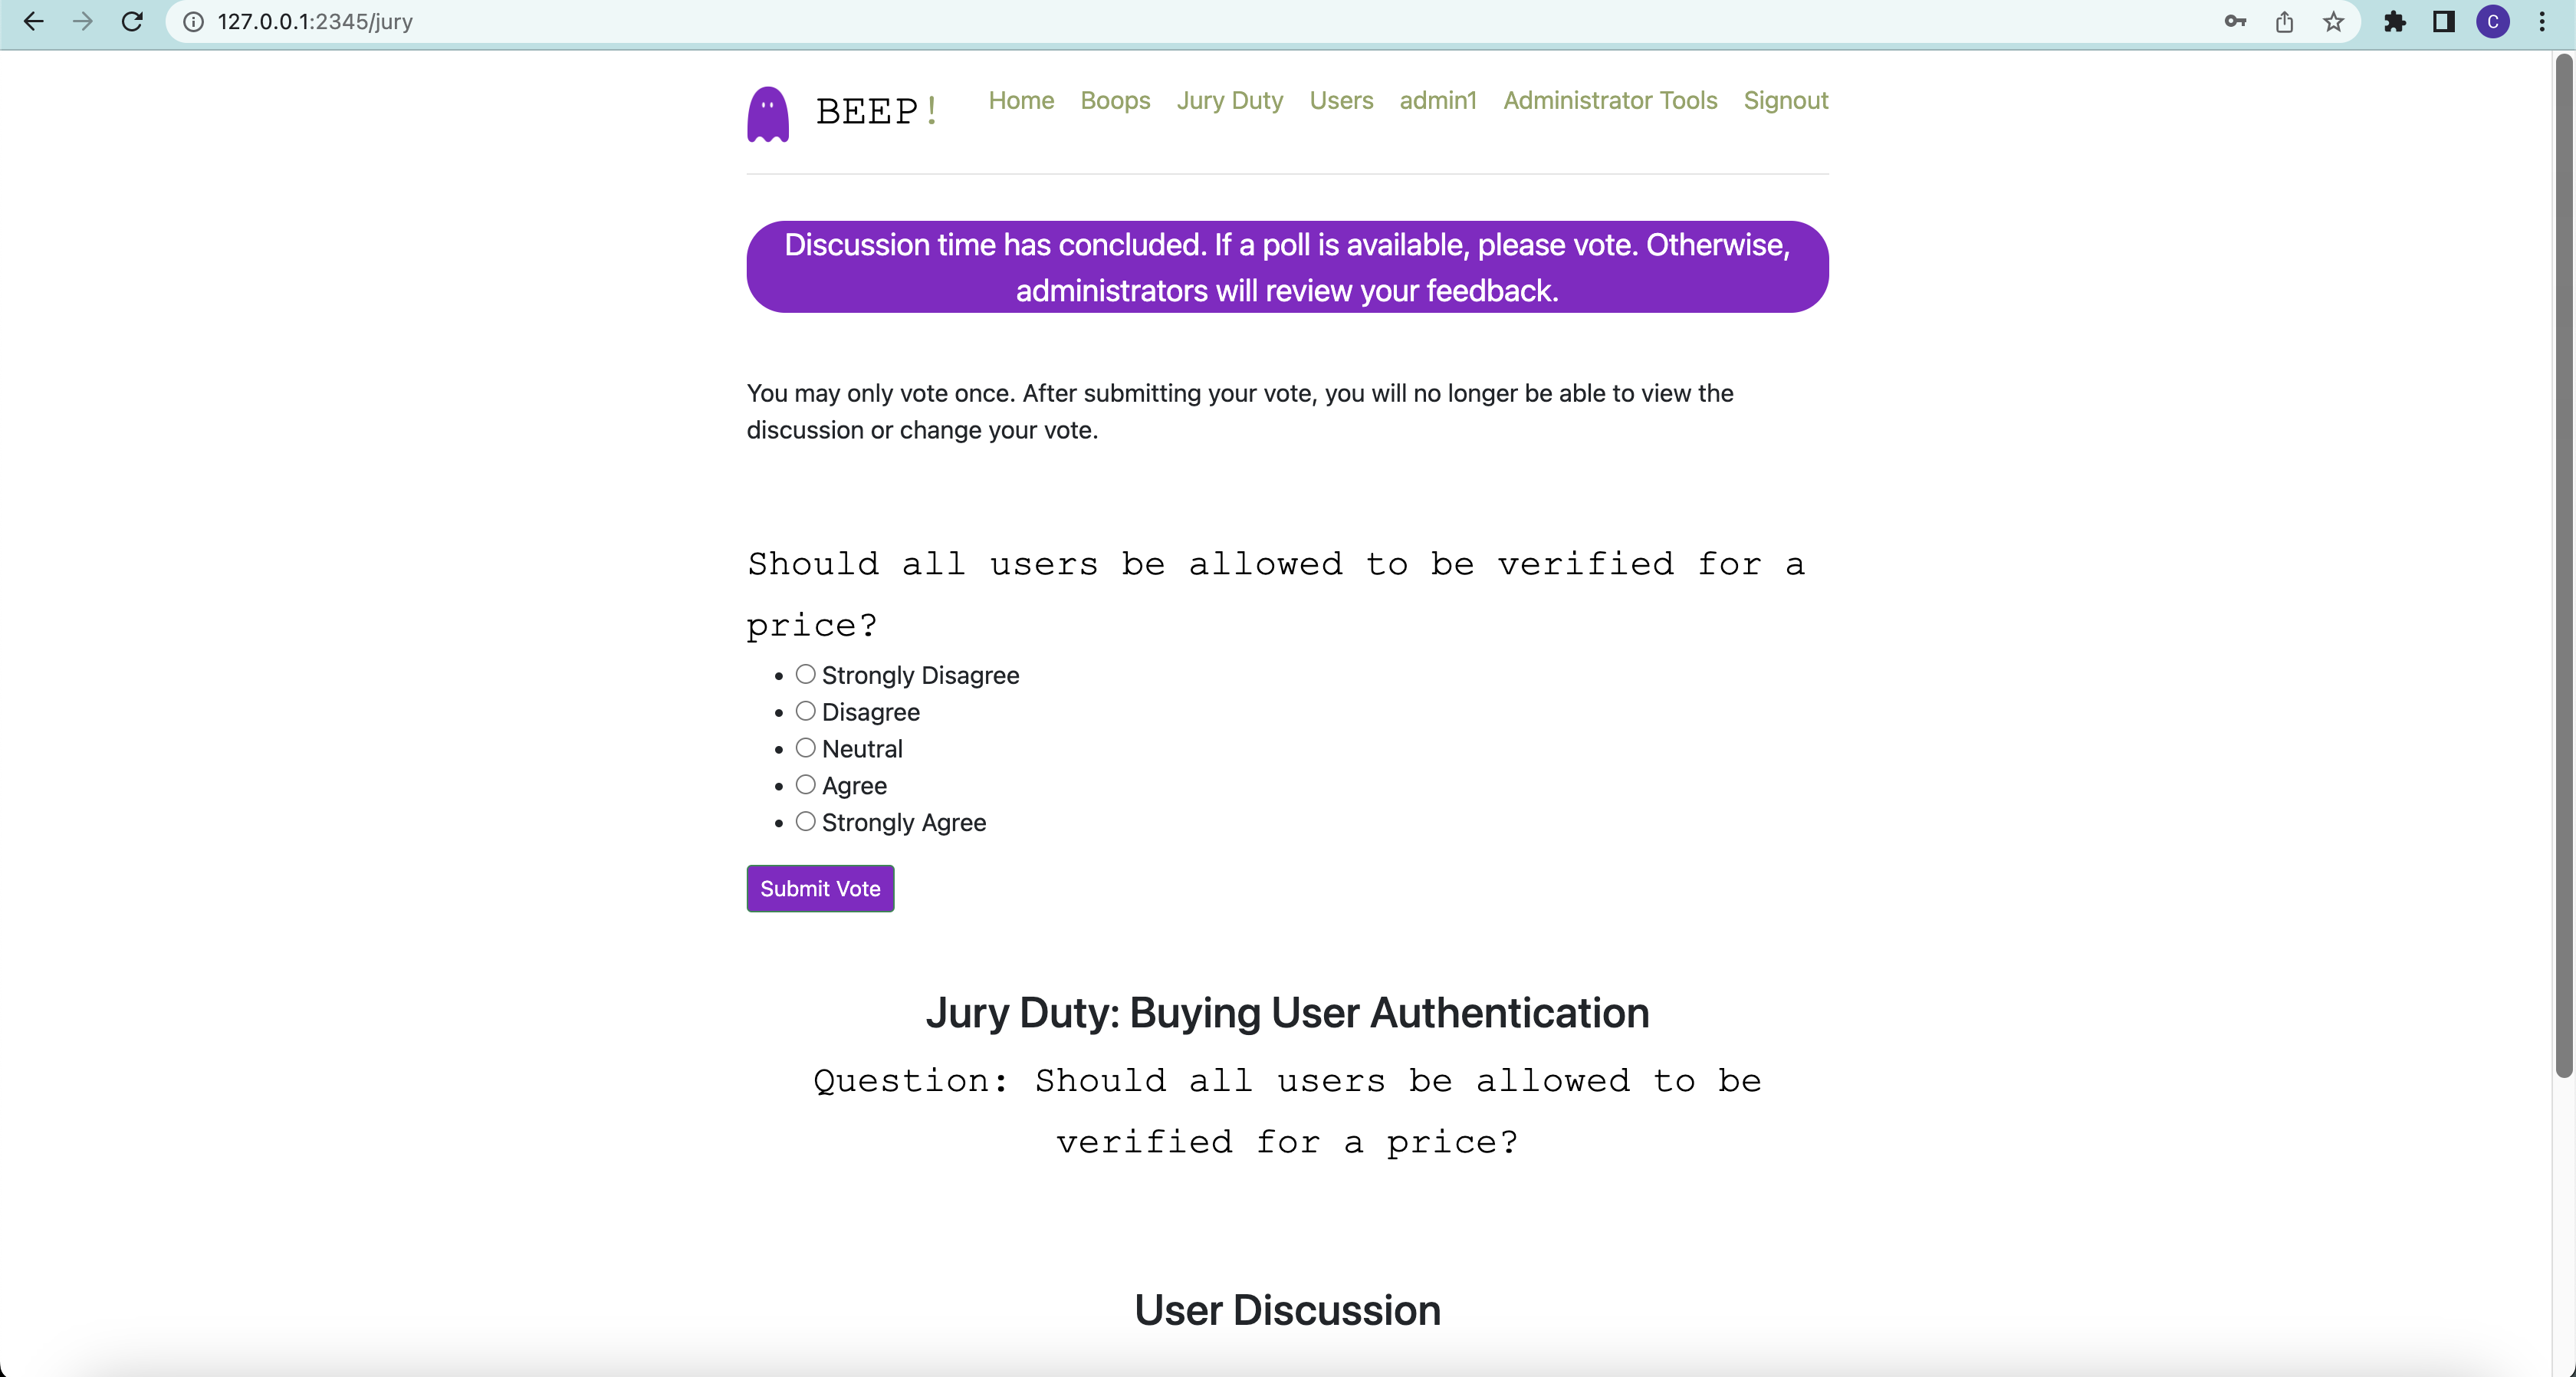 127.0.0.1:2345/jury
C
BEEP!
Home Boops Jury Duty Users admin1 Administrator Tools Signout
Discussion time has concluded. If a poll is available, please vote. Otherwise,
administrators will review your feedback.
You may only vote once. After submitting your vote, you will no longer be able to view the
discussion or change your vote.
Should all users be allowed to be verified for a
price?
Strongly Disagree
Disagree
Neutral
Agree
Strongly Agree
Submit Vote
Jury Duty: Buying User Authentication
Question: Should all users be allowed to be
verified for a price?
User Discussion